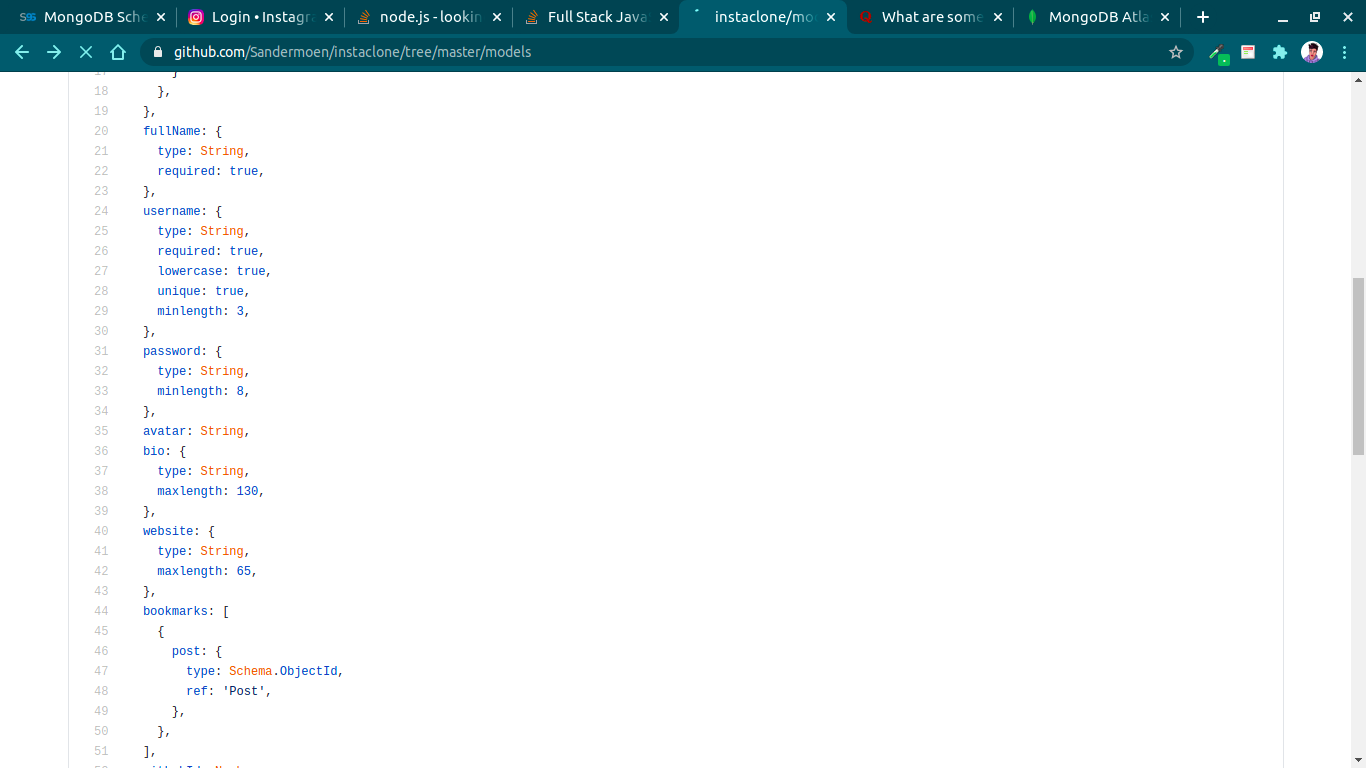 MongoDB Sche
Login • Instagra
node.js - lookin
Full Stack Java
instaclone/mo
What are some
MongoDB Atla
github.com/Sandermoen/instaclone/tree/master/models
17 }
18 },
19 },
20 fullName: {
21 type: String,
22 required: true,
23 },
24 username: {
25 type: String,
26 required: true,
27 lowercase: true,
28 unique: true,
29 minlength: 3,
30 },
31 password: {
32 type: String,
33 minlength: 8,
34 },
35 avatar: String,
36 bio: {
37 type: String,
38 maxlength: 130,
39 },
40 website: {
41 type: String,
42 maxlength: 65,
43 },
44 bookmarks: [
45 {
46 post: {
47 type: Schema.ObjectId,
48 ref: 'Post',
49 },
50 },
51 ],